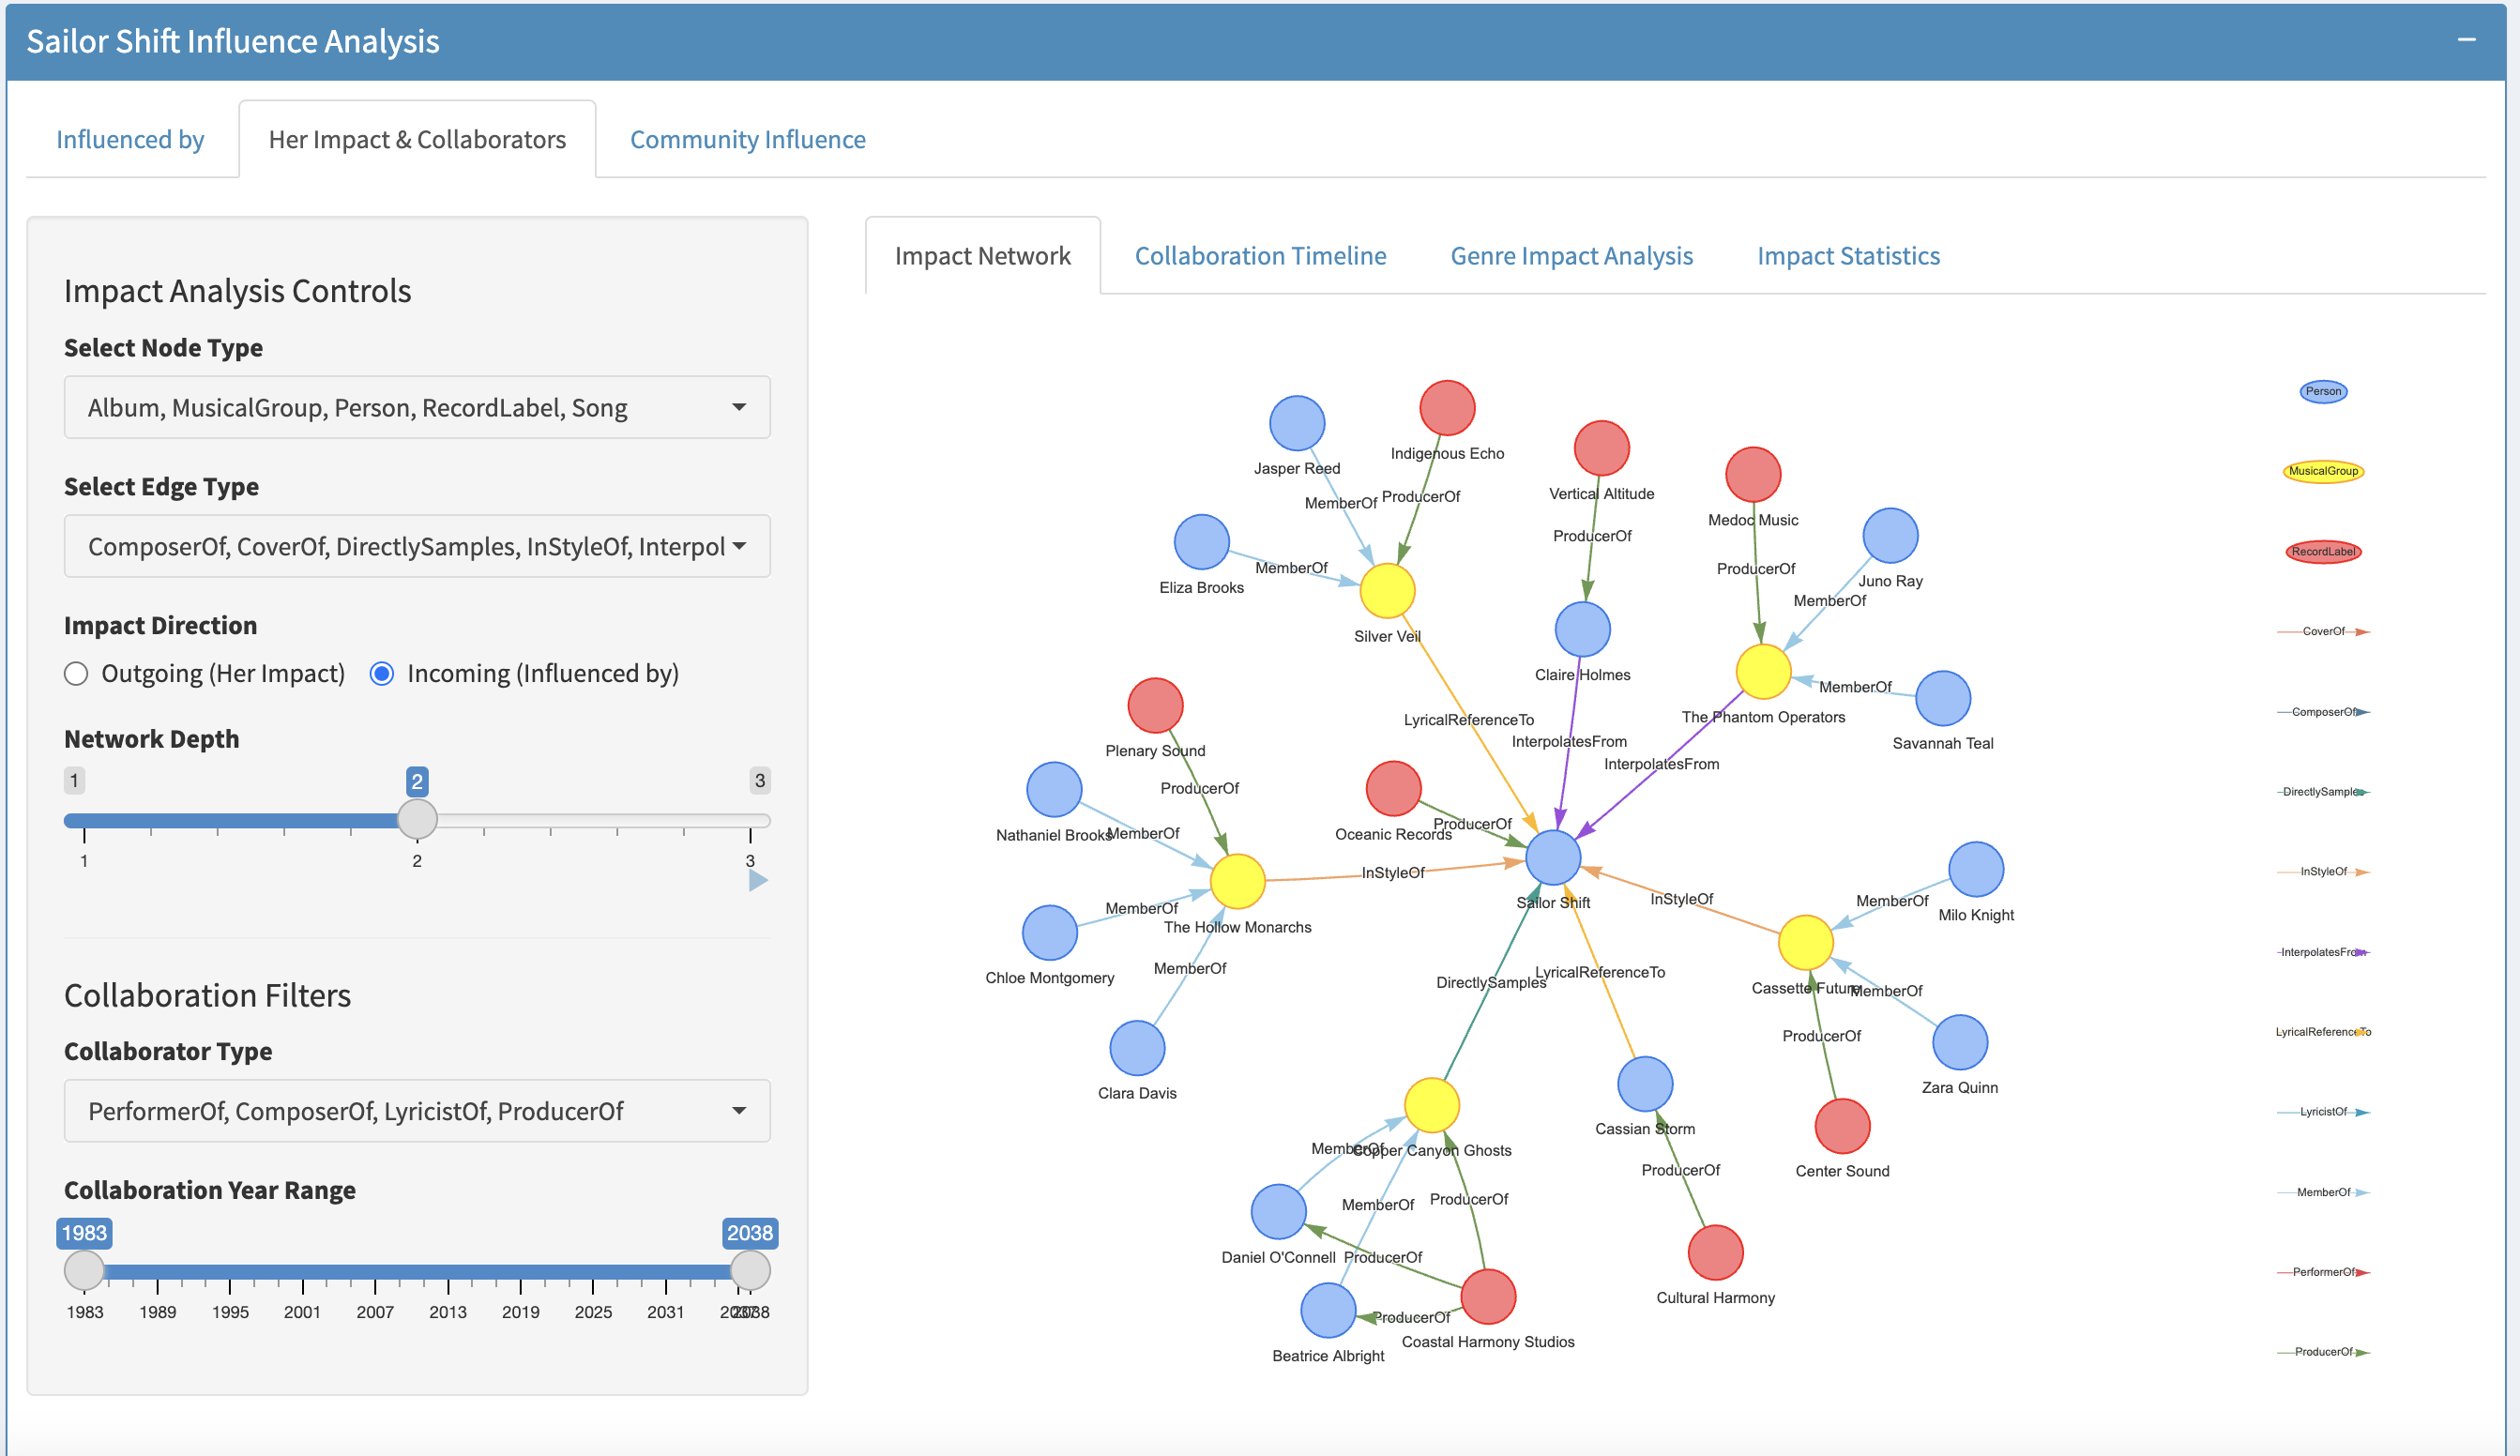 Sailor Shift Influence Analysis
Influenced by
Her Impact & Collaborators
Community Influence
Impact Analysis Controls
Select Node Type
Album, MusicalGroup, Person, RecordLabel, Song
Select Edge Type
ComposerOf, CoverOf, DirectlySamples, InStyleOf, Interpol
Impact Direction
Outgoing (Her Impact)
Incoming (Influenced by)
Network Depth
1
2
3
1
2
3
Collaboration Filters
Collaborator Type
PerformerOf, ComposerOf, LyricistOf, ProducerOf
Collaboration Year Range
1983
2038
1983
1989
1995
2001
2007
2013
2019
2025
2031
2037
2038
Impact Network
Collaboration Timeline
Genre Impact Analysis
Impact Statistics
Jasper Reed
Indigenous Echo
MemberOf
ProducerOf
Vertical Altitude
Medoc Music
ProducerOf
Eliza Brooks
MemberOf
ProducerOf
Juno Ray
MemberOf
Silver Veil
Claire Holmes
MemberOf
The Phantom Operators
Savannah Teal
LyricalReferenceTo
InterpolatesFrom
InterpolatesFrom
Plenary Sound
ProducerOf
Nathaniel Brooks
MemberOf
Oceanic Records
ProducerOf
InStyleOf
Sailor Shift
InStyleOf
MemberOf
Milo Knight
Chloe Montgomery
MemberOf
The Hollow Monarchs
MemberOf
Clara Davis
DirectlySamples
LyricalReferenceTo
Cassette Future
MemberOf
ProducerOf
Zara Quinn
Cassian Storm
Center Sound
MemberOf
Copper Canyon Ghosts
MemberOf
ProducerOf
ProducerOf
Daniel O'Connell
ProducerOf
Cultural Harmony
ProducerOf
Beatrice Albright
Coastal Harmony Studios
Person
MusicalGroup
RecordLabel
CoverOf
ComposerOf
DirectlySamples
InStyleOf
InterpolatesFrom
LyricalReferenceTo
LyricistOf
MemberOf
PerformerOf
ProducerOf